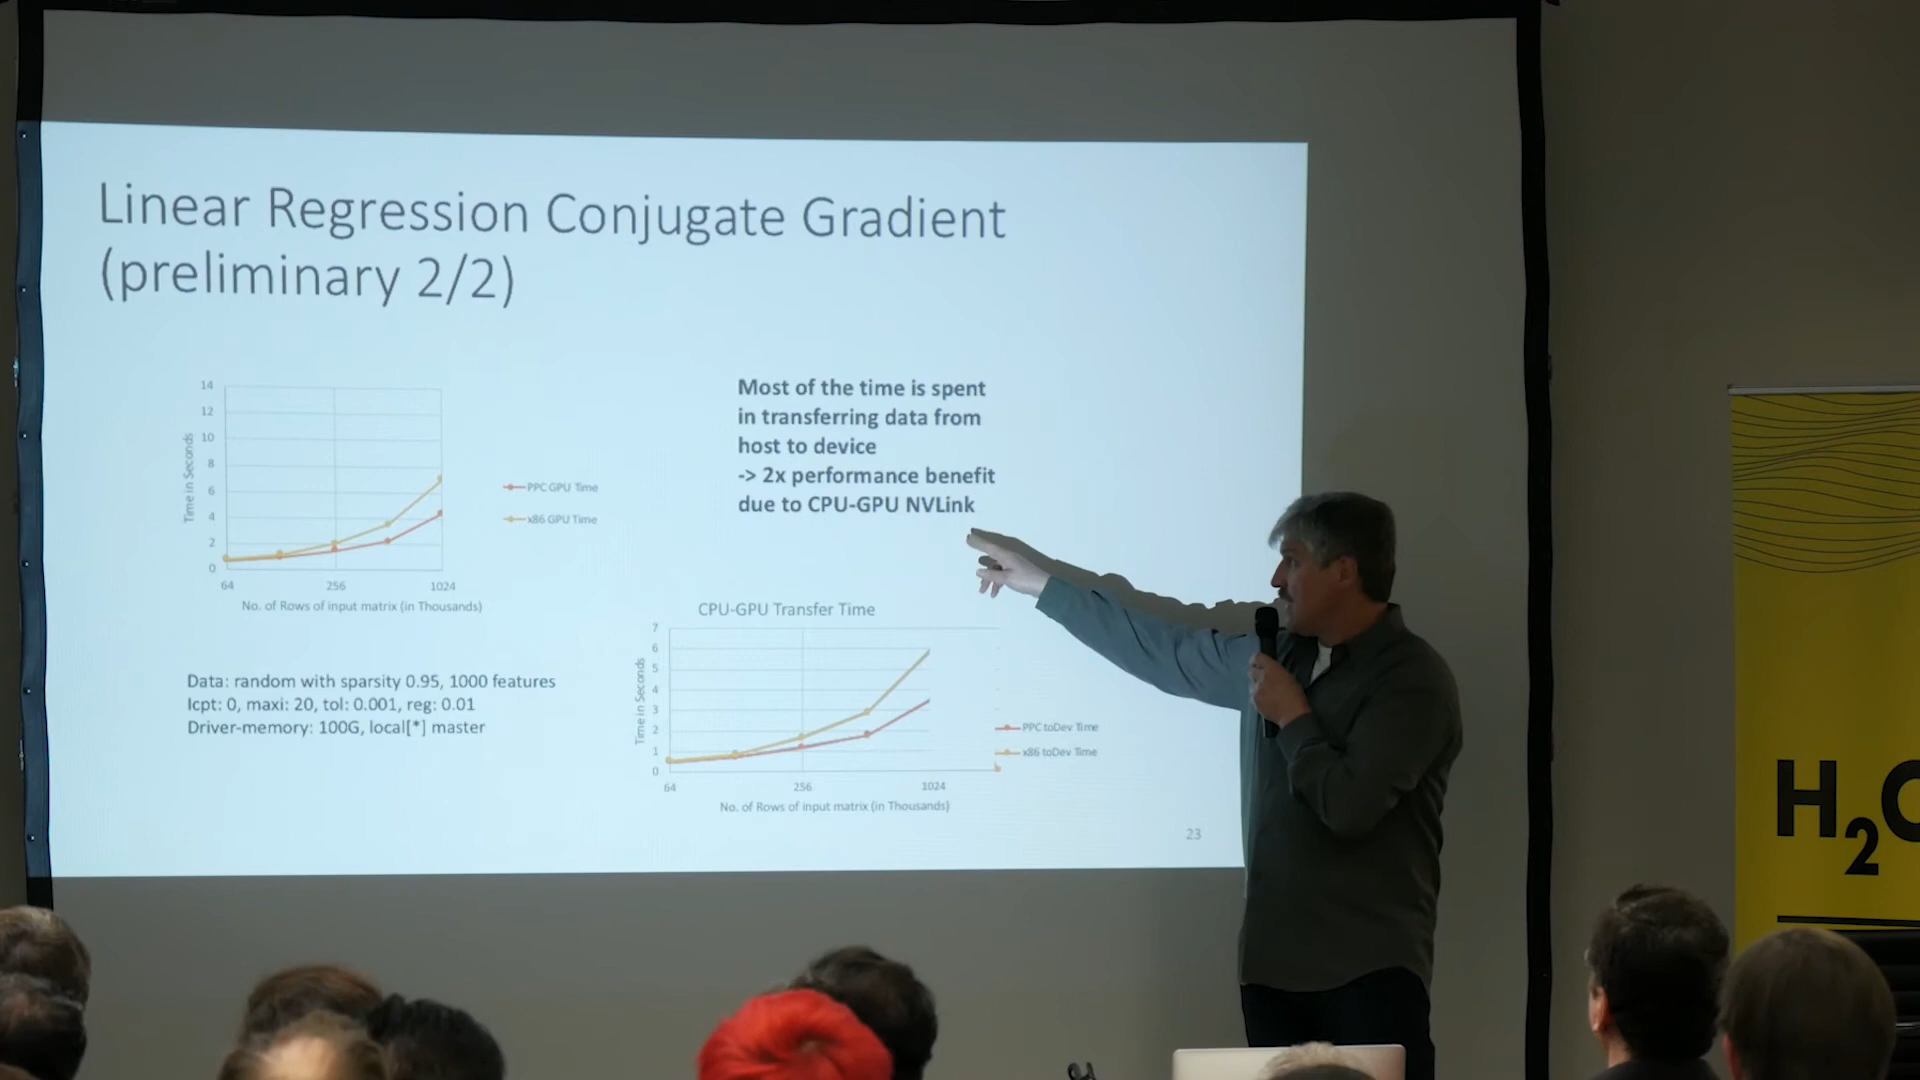 Linear Regression Conjugate Gradient
(preliminary 2/2)
14
12
10
8
6
4
2
0
Time in Seconds
64
256
1024
No. of Rows of input matrix (in Thousands)
PPC GPU Time
x86 GPU Time
Most of the time is spent
in transferring data from
host to device
-> 2x performance benefit
due to CPU-GPU NVLink
Data: random with sparsity 0.95, 1000 features
Icpt: 0, maxi: 20, tol: 0.001, reg: 0.01
Driver-memory: 100G, local[*] master
CPU-GPU Transfer Time
7
6
5
4
3
2
1
0
Time in Seconds
64
256
1024
No. of Rows of input matrix (in Thousands)
PPC toDev Time
x86 toDev Time
23
H2O